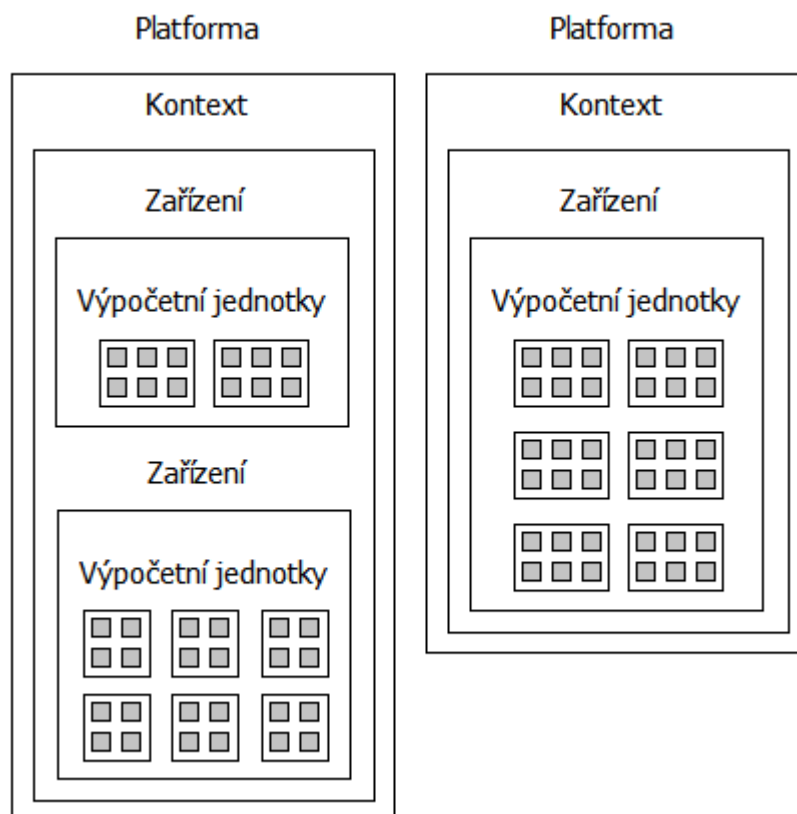 Platforma
Kontext
Zařízení
Výpočetní jednotky
Zařízení
Výpočetní jednotky
Platforma
Kontext
Zařízení
Výpočetní jednotky